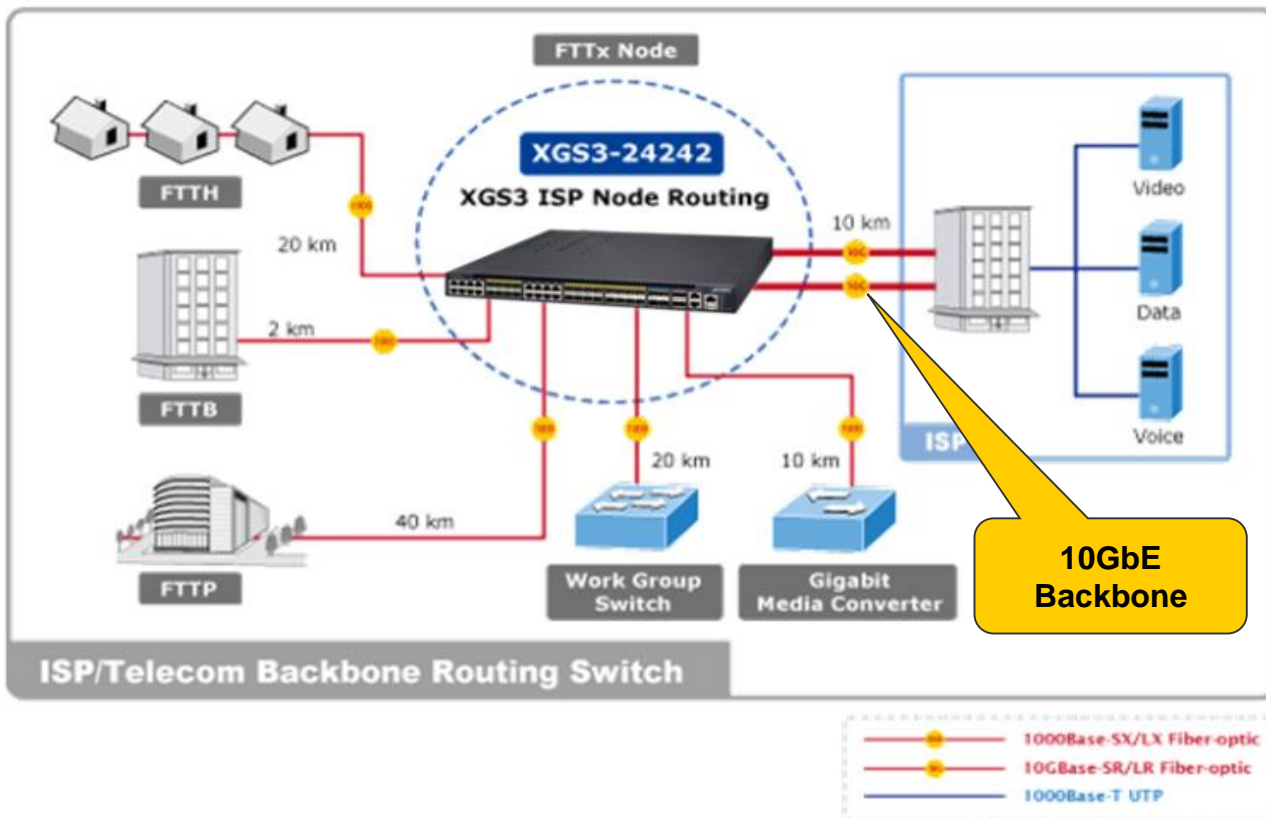 FTTx Node
XGS3-24242
XGS3 ISP Node Routing
FTTH
20 km
10 km
10G
10G
Video
Data
Voice
ISP
2 km
FTTB
40 km
FTTP
20 km
10 km
Work Group
Switch
Gigabit
Media Converter
10GbE
Backbone
ISP/Telecom Backbone Routing Switch
1000Base-SX/LX Fiber-optic
10GBase-SR/LR Fiber-optic
1000Base-T UTP